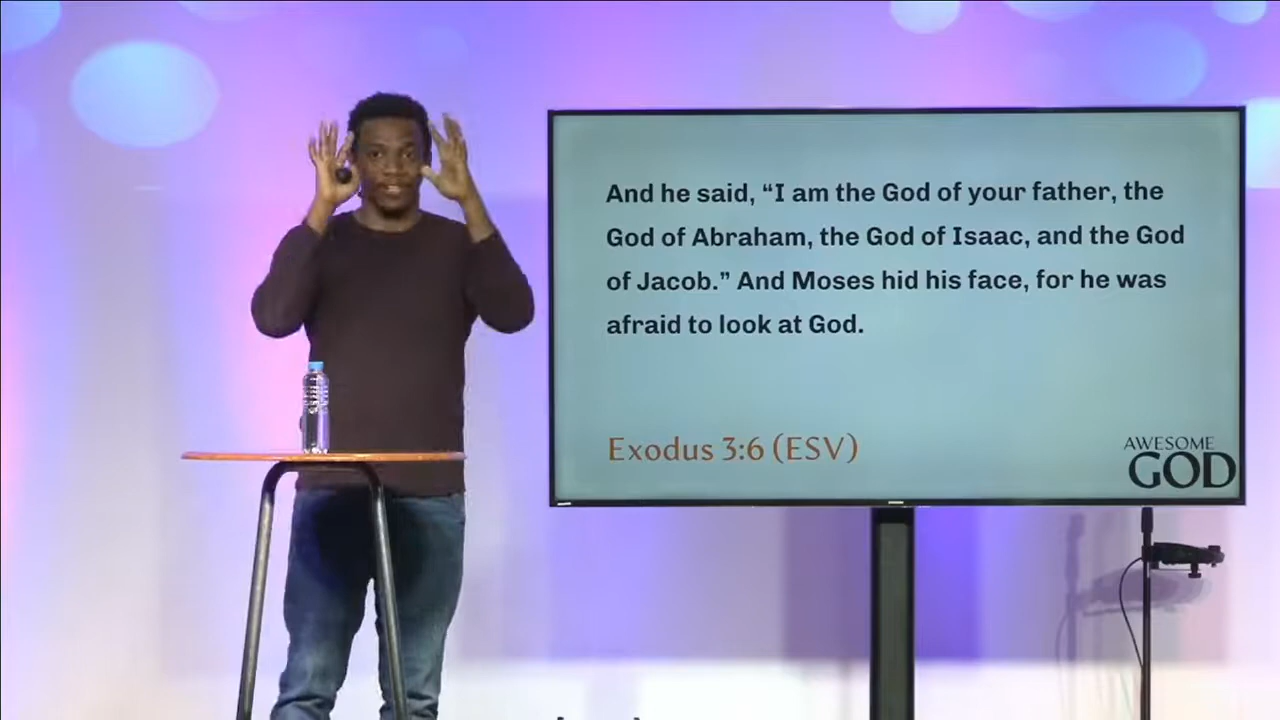 And he said, “I am the God of your father, the
God of Abraham, the God of Isaac, and the God
of Jacob.” And Moses hid his face, for he was
afraid to look at God.
Exodus 3:6 (ESV)
AWESOME
GOD